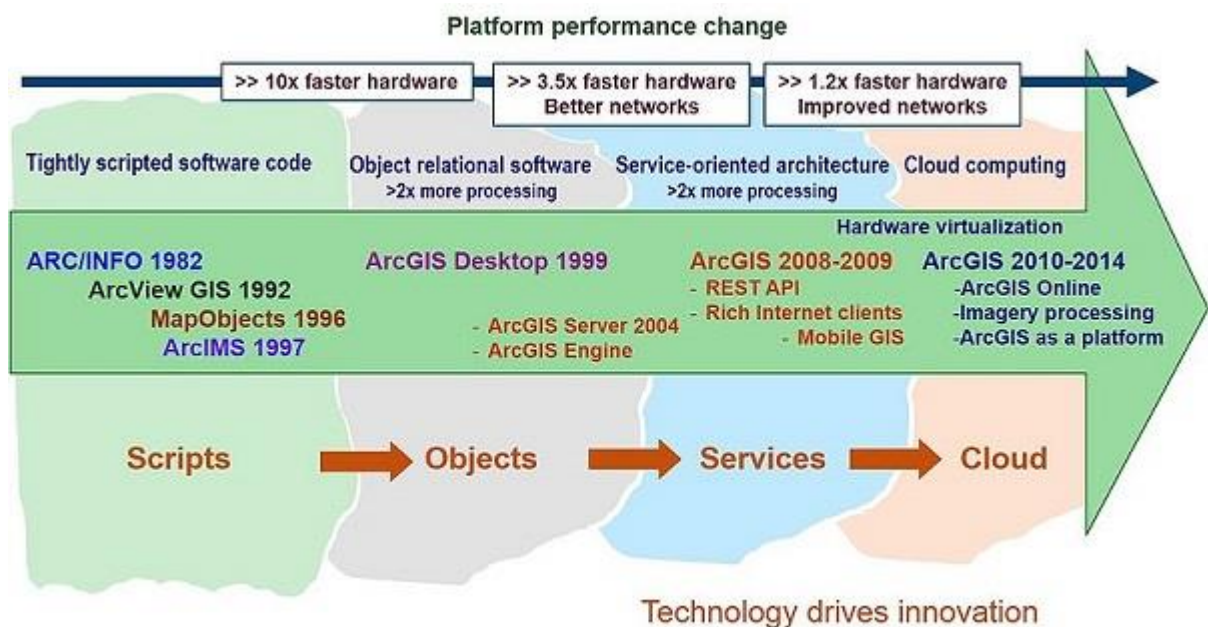 Platform performance change
>> 10x faster hardware
>> 3.5x faster hardware
Better networks
>> 1.2x faster hardware
Improved networks
Tightly scripted software code
Object relational software
>2x more processing
Service-oriented architecture
>2x more processing
Cloud computing
Hardware virtualization
ARC/INFO 1982
ArcView GIS 1992
MapObjects 1996
ArcIMS 1997
ArcGIS Desktop 1999
- ArcGIS Server 2004
- ArcGIS Engine
ArcGIS 2008-2009
- REST API
- Rich Internet clients
- Mobile GIS
ArcGIS 2010-2014
-ArcGIS Online
-Imagery processing
-ArcGIS as a platform
Scripts
Objects
Services
Cloud
Technology drives innovation